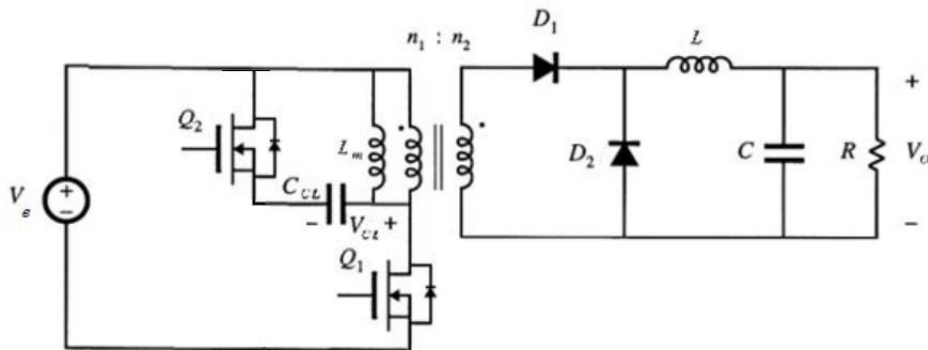 D1
n1 : n2
L
Q2
Lm
D2
C
R
+
Vo
−
Ve
+
−
CCL
−
VCL
+
Q1